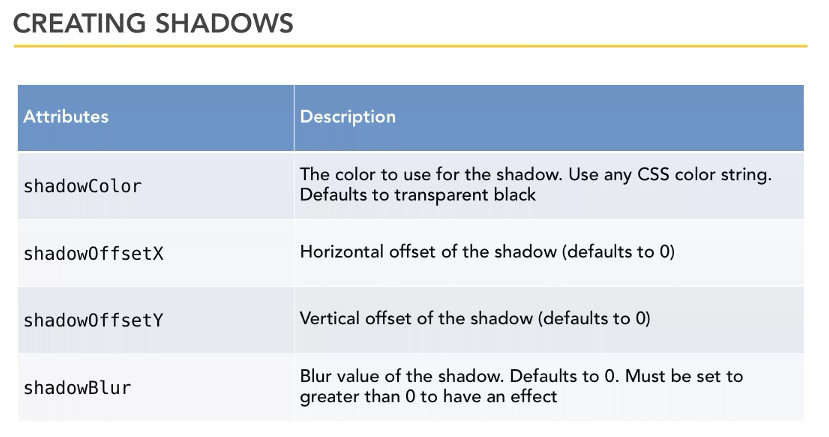 CREATING SHADOWS
Attributes Description
shadowColor The color to use for the shadow. Use any CSS color string.
Defaults to transparent black
shadowOffsetX Horizontal offset of the shadow (defaults to 0)
shadowOffsetY Vertical offset of the shadow (defaults to 0)
shadowBlur Blur value of the shadow. Defaults to 0. Must be set to
greater than 0 to have an effect